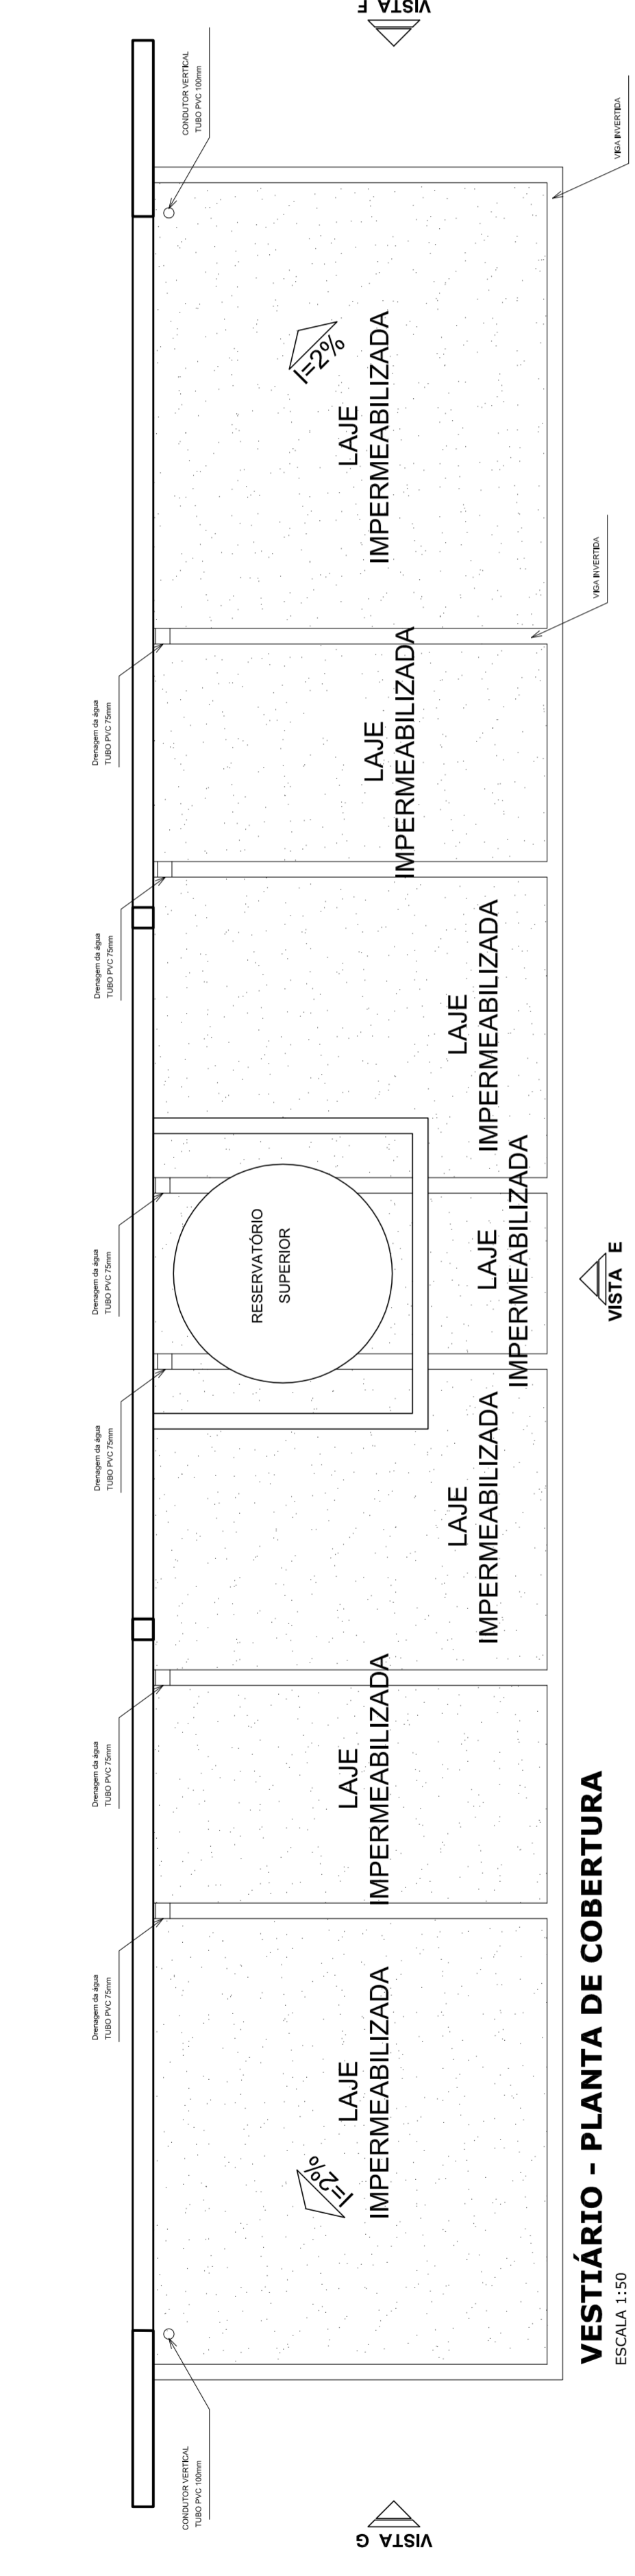 VISTA G
CONDUTOR VERTICAL
TUBO PVC 100mm
Drenagem da água
TUBO PVC 75mm
Drenagem da água
TUBO PVC 75mm
Drenagem da água
TUBO PVC 75mm
Drenagem da água
TUBO PVC 75mm
Drenagem da água
TUBO PVC 75mm
Drenagem da água
TUBO PVC 75mm
CONDUTOR VERTICAL
TUBO PVC 100mm
I=2%
LAJE
IMPERMEABILIZADA
LAJE
IMPERMEABILIZADA
LAJE
IMPERMEABILIZADA
RESERVATÓRIO
SUPERIOR
LAJE
IMPERMEABILIZADA
LAJE
IMPERMEABILIZADA
LAJE
IMPERMEABILIZADA
I=2%
LAJE
IMPERMEABILIZADA
VIGA INVERTIDA
VIGA INVERTIDA
VISTA E
VESTIÁRIO - PLANTA DE COBERTURA
ESCALA 1:50